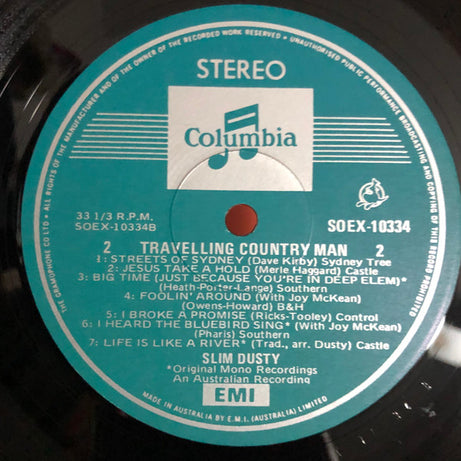 ALL RIGHTS OF THE MANUFACTURER AND OF THE OWNER OF THE RECORDED WORK RESERVED • UNAUTHORISED PUBLIC PERFORMANCE BROADCASTING AND COPYING OF THIS RECORD PROHIBITED
THE GRAMOPHONE CO LTD
STEREO
Columbia
33 1/3 R.P.M.
SOEX-10334B
SOEX-10334
2 TRAVELLING COUNTRY MAN 2
1: STREETS OF SYDNEY (Dave Kirby) Sydney Tree
2: JESUS TAKE A HOLD (Merle Haggard) Castle
3: BIG TIME (JUST BECAUSE YOU'RE IN DEEP ELEM)*
(Heath-Porter-Lange) Southern
4: FOOLIN' AROUND (With Joy McKean)
(Owens-Howard) B&H
5: I BROKE A PROMISE (Ricks-Tooley) Control
6: I HEARD THE BLUEBIRD SING* (With Joy McKean)
(Pharis) Southern
7: LIFE IS LIKE A RIVER* (Trad., arr. Dusty) Castle
SLIM DUSTY
*Original Mono Recordings
An Australian Recording
EMI
MADE IN AUSTRALIA BY E.M.I. (AUSTRALIA) LIMITED